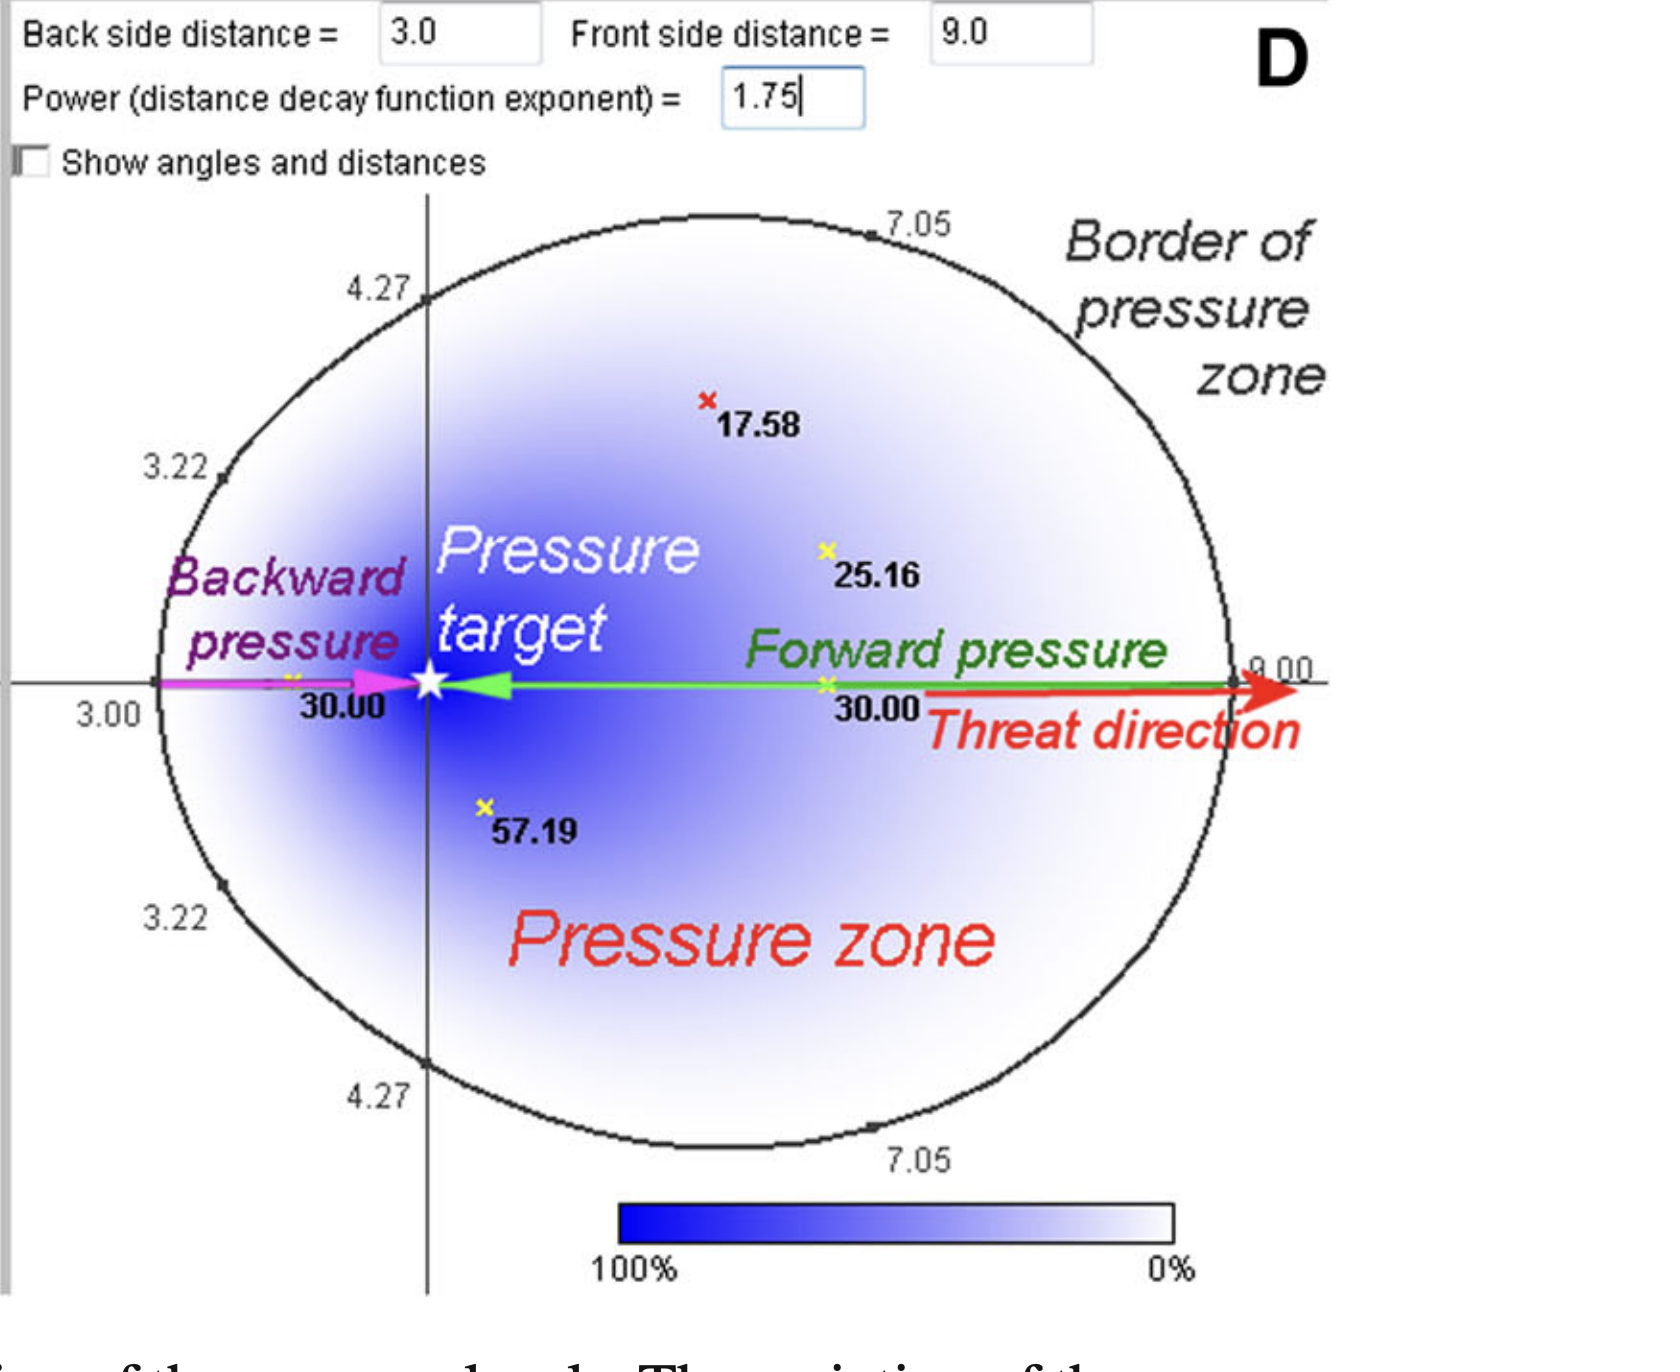 Back side distance = 3.0 Front side distance = 9.0
D
Power (distance decay function exponent) = 1.75
Show angles and distances
7.05
Border of
pressure
zone
4.27
17.58
3.22
Pressure
target
25.16
Backward
pressure
Forward pressure
9.00
3.00
30.00
30.00
Threat direction
57.19
3.22
Pressure zone
4.27
7.05
100% 0%